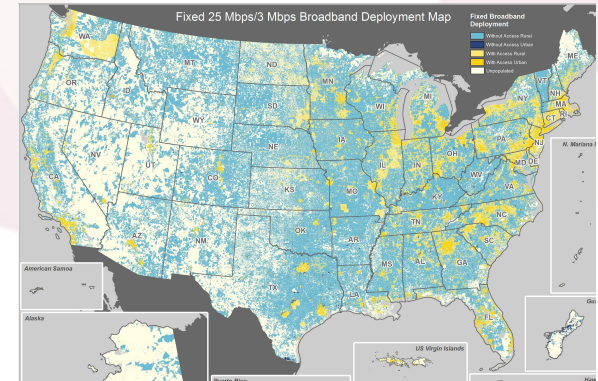 Fixed 25 Mbps/3 Mbps Broadband Deployment Map
Fixed Broadband
Deployment
Without Access Rural
Without Access Urban
With Access Rural
With Access Urban
Unpopulated
WA
MT
ND
MN
ME
OR
ID
SD
WI
MI
VT
NH
NY
MA
CT
RI
WY
IA
PA
NJ
NV
NE
IL
IN
OH
MD
DE
N. Mariana
UT
CO
WV
CA
KS
MO
KY
VA
NC
AZ
NM
OK
TN
AR
SC
MS
AL
GA
American Samoa
TX
LA
Alaska
FL
US Virgin Islands
Puerto Rico